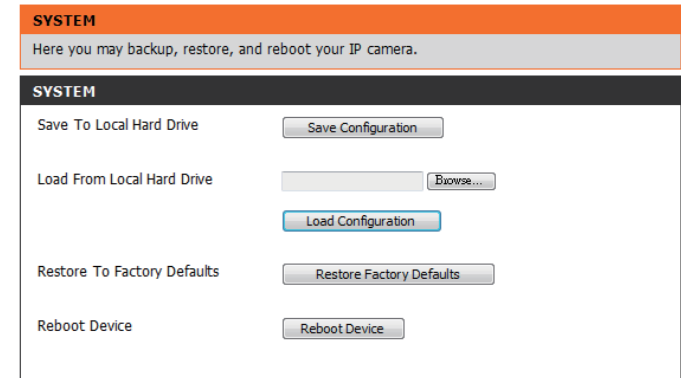 SYSTEM
Here you may backup, restore, and reboot your IP camera.
SYSTEM
Save To Local Hard Drive Save Configuration
Load From Local Hard Drive Browse...
Load Configuration
Restore To Factory Defaults Restore Factory Defaults
Reboot Device Reboot Device